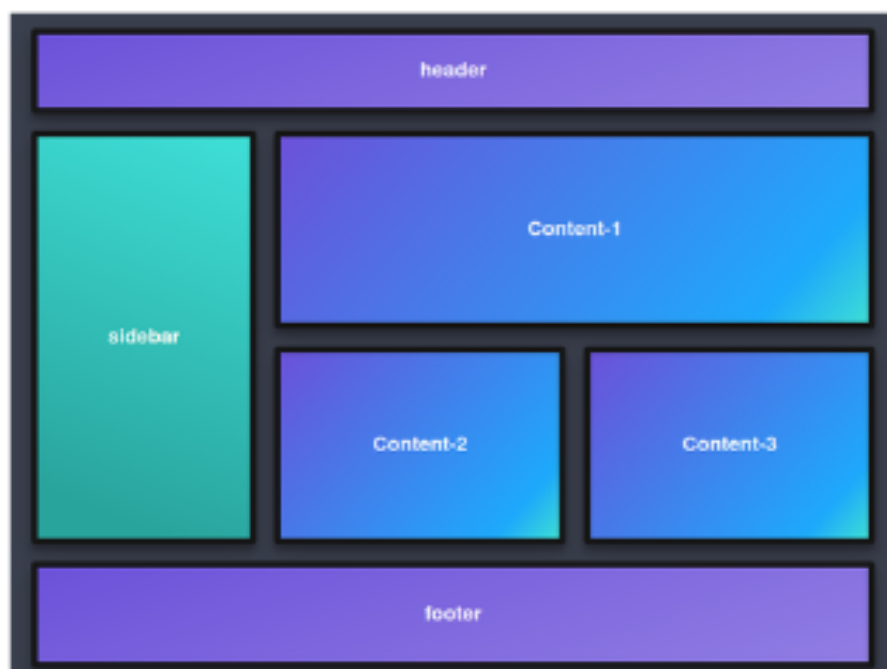 header
Content-1
sidebar
Content-2
Content-3
footer